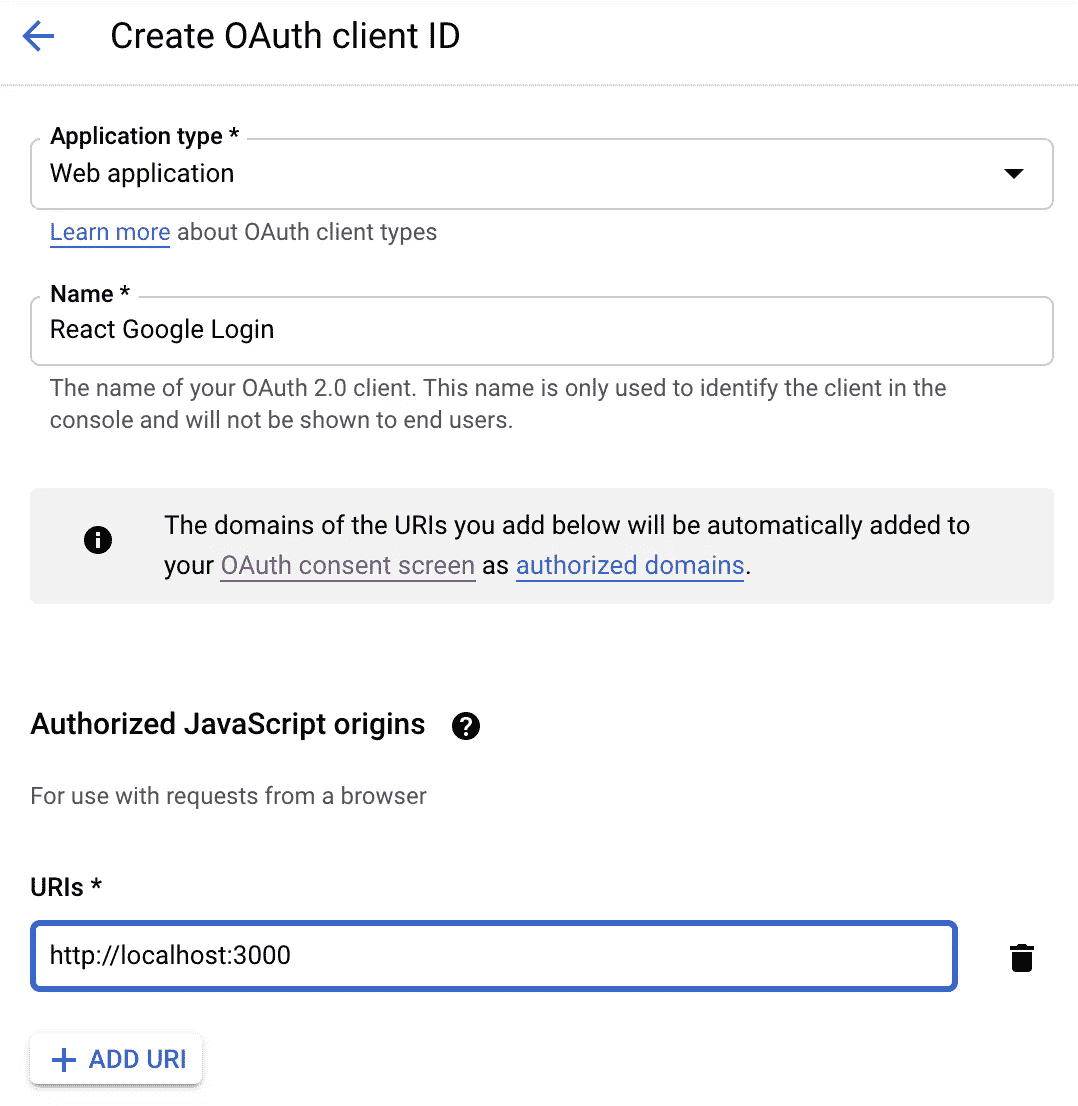 Create OAuth client ID
Application type *
Web application
Learn more about OAuth client types
Name *
React Google Login
The name of your OAuth 2.0 client. This name is only used to identify the client in the
console and will not be shown to end users.
The domains of the URIs you add below will be automatically added to
your OAuth consent screen as authorized domains.
Authorized JavaScript origins
For use with requests from a browser
URIs *
http://localhost:3000
ADD URI